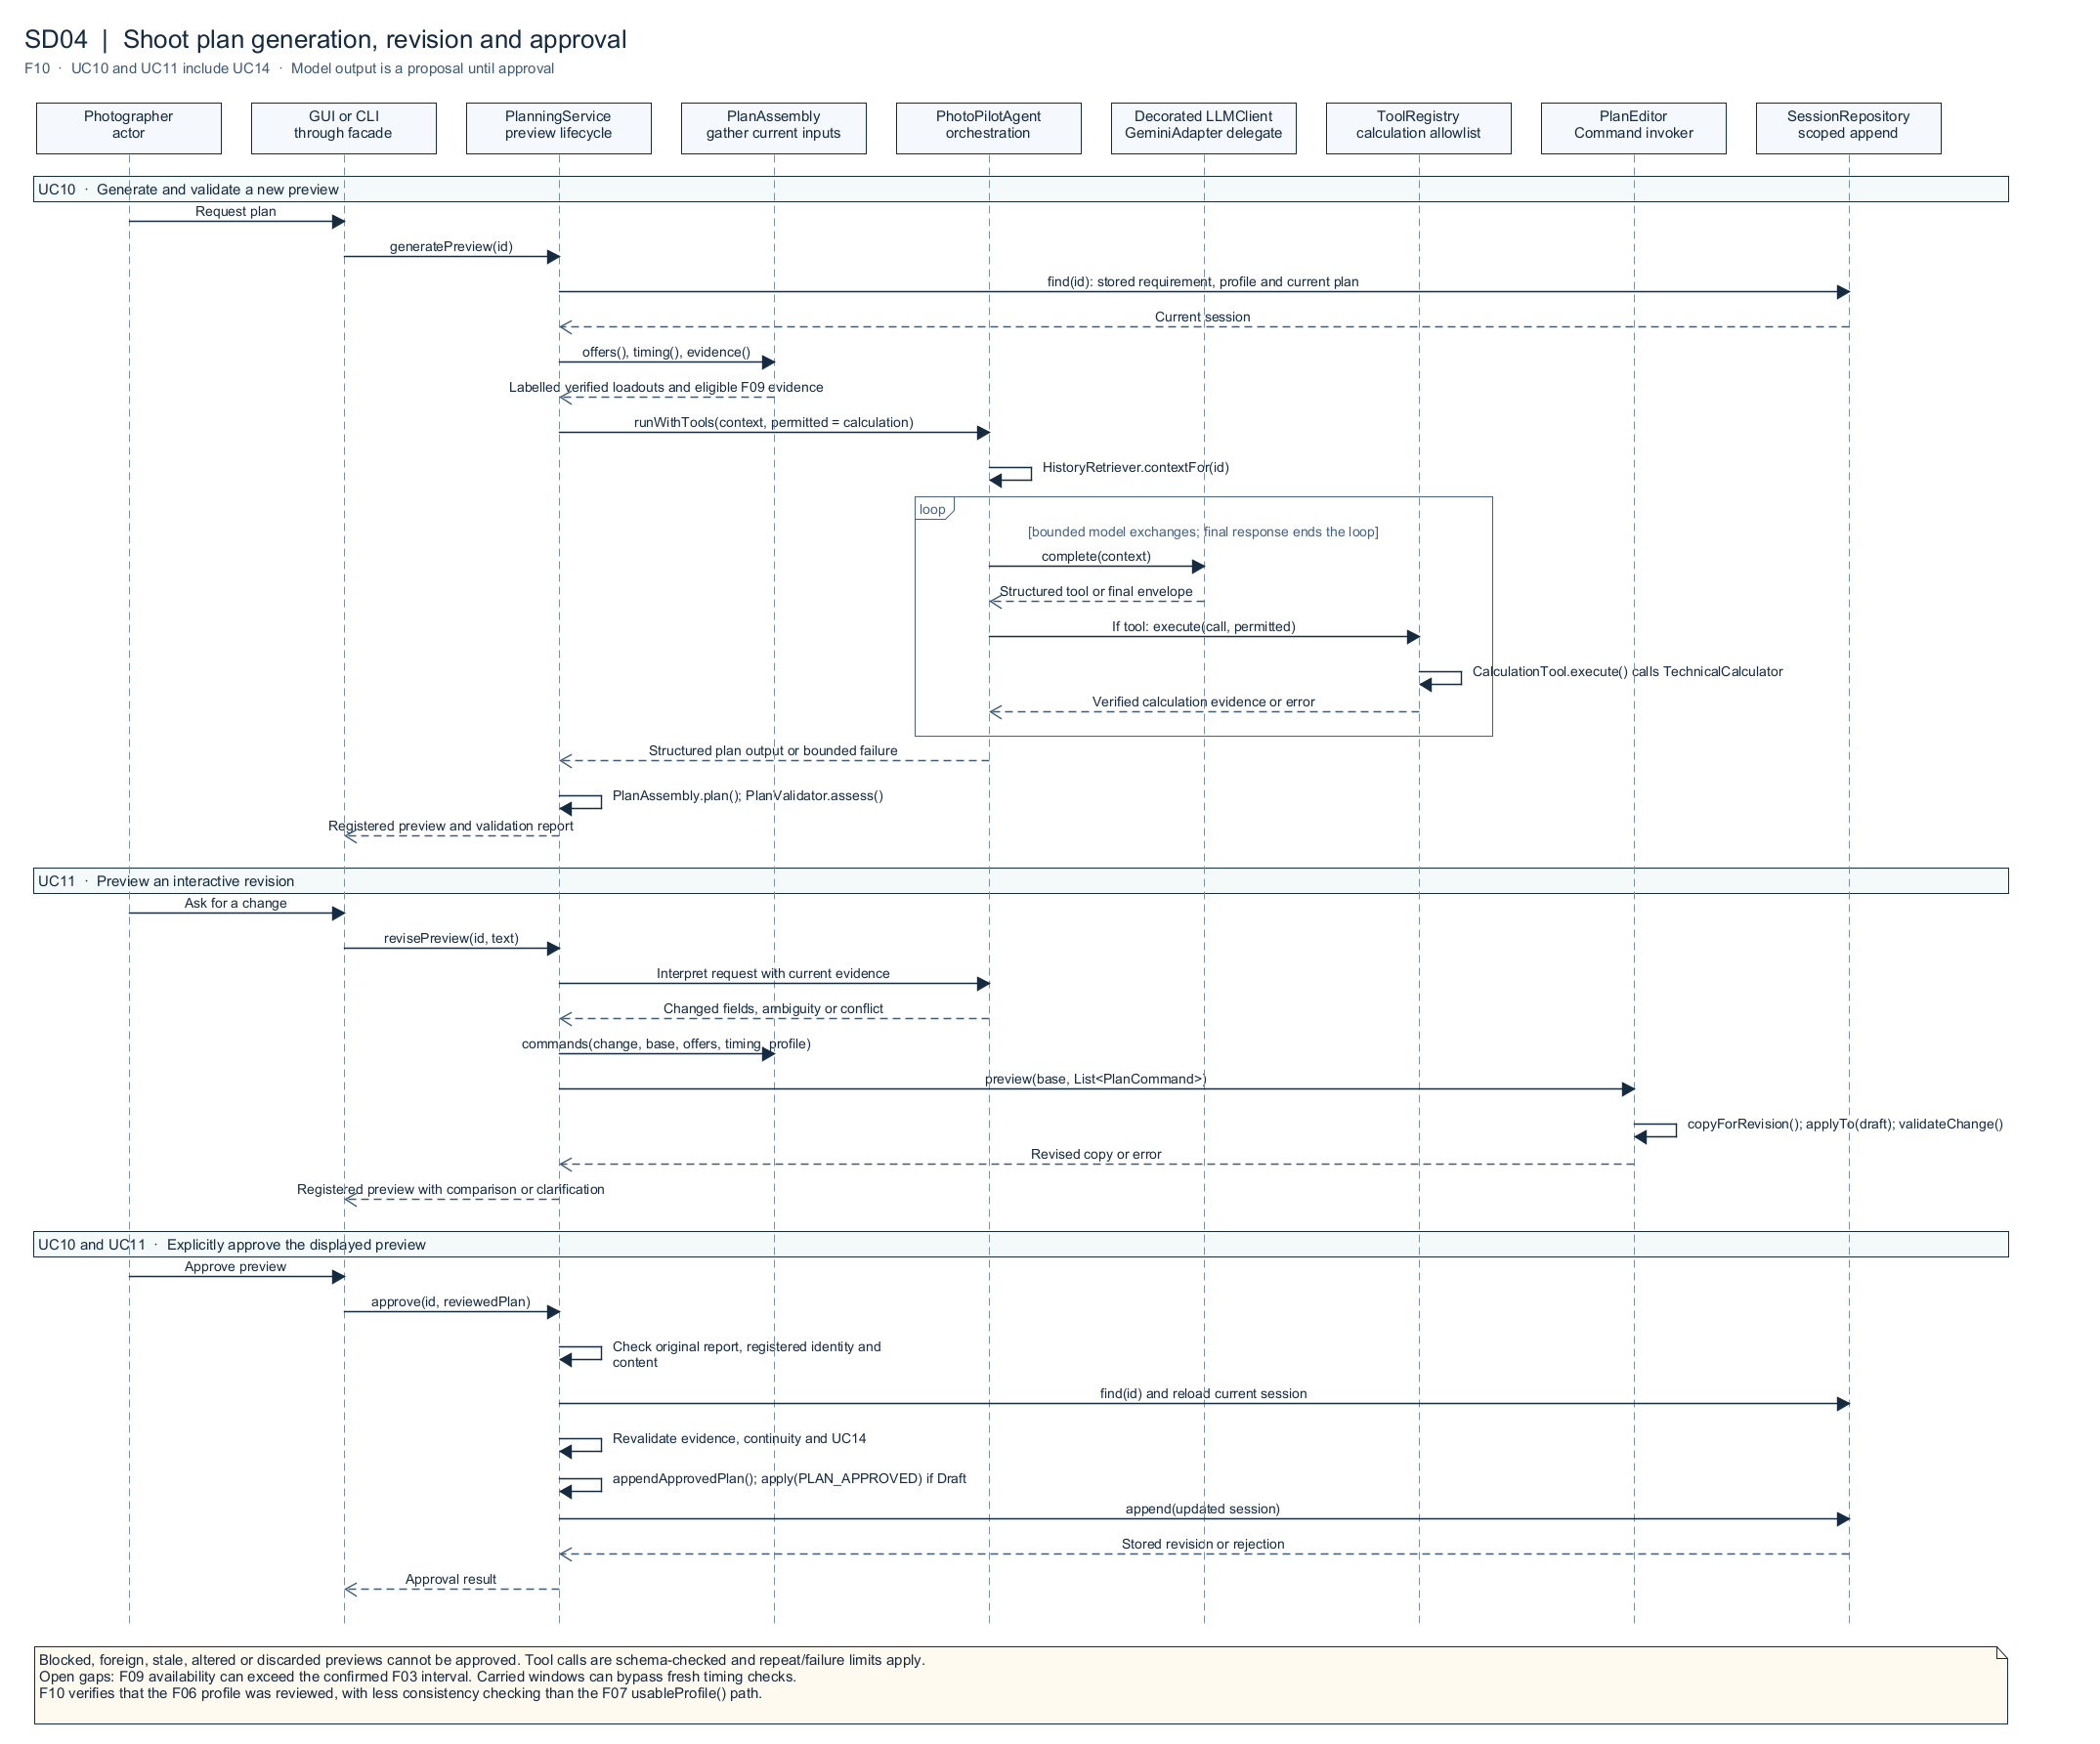 SD04 | Shoot plan generation, revision and approval
F10 · UC10 and UC11 include UC14 · Model output is a proposal until approval
Photographer
actor
GUI or CLI
through facade
PlanningService
preview lifecycle
PlanAssembly
gather current inputs
PhotoPilotAgent
orchestration
Decorated LLMClient
GeminiAdapter delegate
ToolRegistry
calculation allowlist
PlanEditor
Command invoker
SessionRepository
scoped append
UC10 · Generate and validate a new preview
Request plan
generatePreview(id)
find(id): stored requirement, profile and current plan
Current session
offers(), timing(), evidence()
Labelled verified loadouts and eligible F09 evidence
runWithTools(context, permitted = calculation)
HistoryRetriever.contextFor(id)
loop
[bounded model exchanges; final response ends the loop]
complete(context)
Structured tool or final envelope
If tool: execute(call, permitted)
CalculationTool.execute() calls TechnicalCalculator
Verified calculation evidence or error
Structured plan output or bounded failure
PlanAssembly.plan(); PlanValidator.assess()
Registered preview and validation report
UC11 · Preview an interactive revision
Ask for a change
revisePreview(id, text)
Interpret request with current evidence
Changed fields, ambiguity or conflict
commands(change, base, offers, timing, profile)
preview(base, List<PlanCommand>)
copyForRevision(); applyTo(draft); validateChange()
Revised copy or error
Registered preview with comparison or clarification
UC10 and UC11 · Explicitly approve the displayed preview
Approve preview
approve(id, reviewedPlan)
Check original report, registered identity and
content
find(id) and reload current session
Revalidate evidence, continuity and UC14
appendApprovedPlan(); apply(PLAN_APPROVED) if Draft
append(updated session)
Stored revision or rejection
Approval result
Blocked, foreign, stale, altered or discarded previews cannot be approved. Tool calls are schema-checked and repeat/failure limits apply.
Open gaps: F09 availability can exceed the confirmed F03 interval. Carried windows can bypass fresh timing checks.
F10 verifies that the F06 profile was reviewed, with less consistency checking than the F07 usableProfile() path.